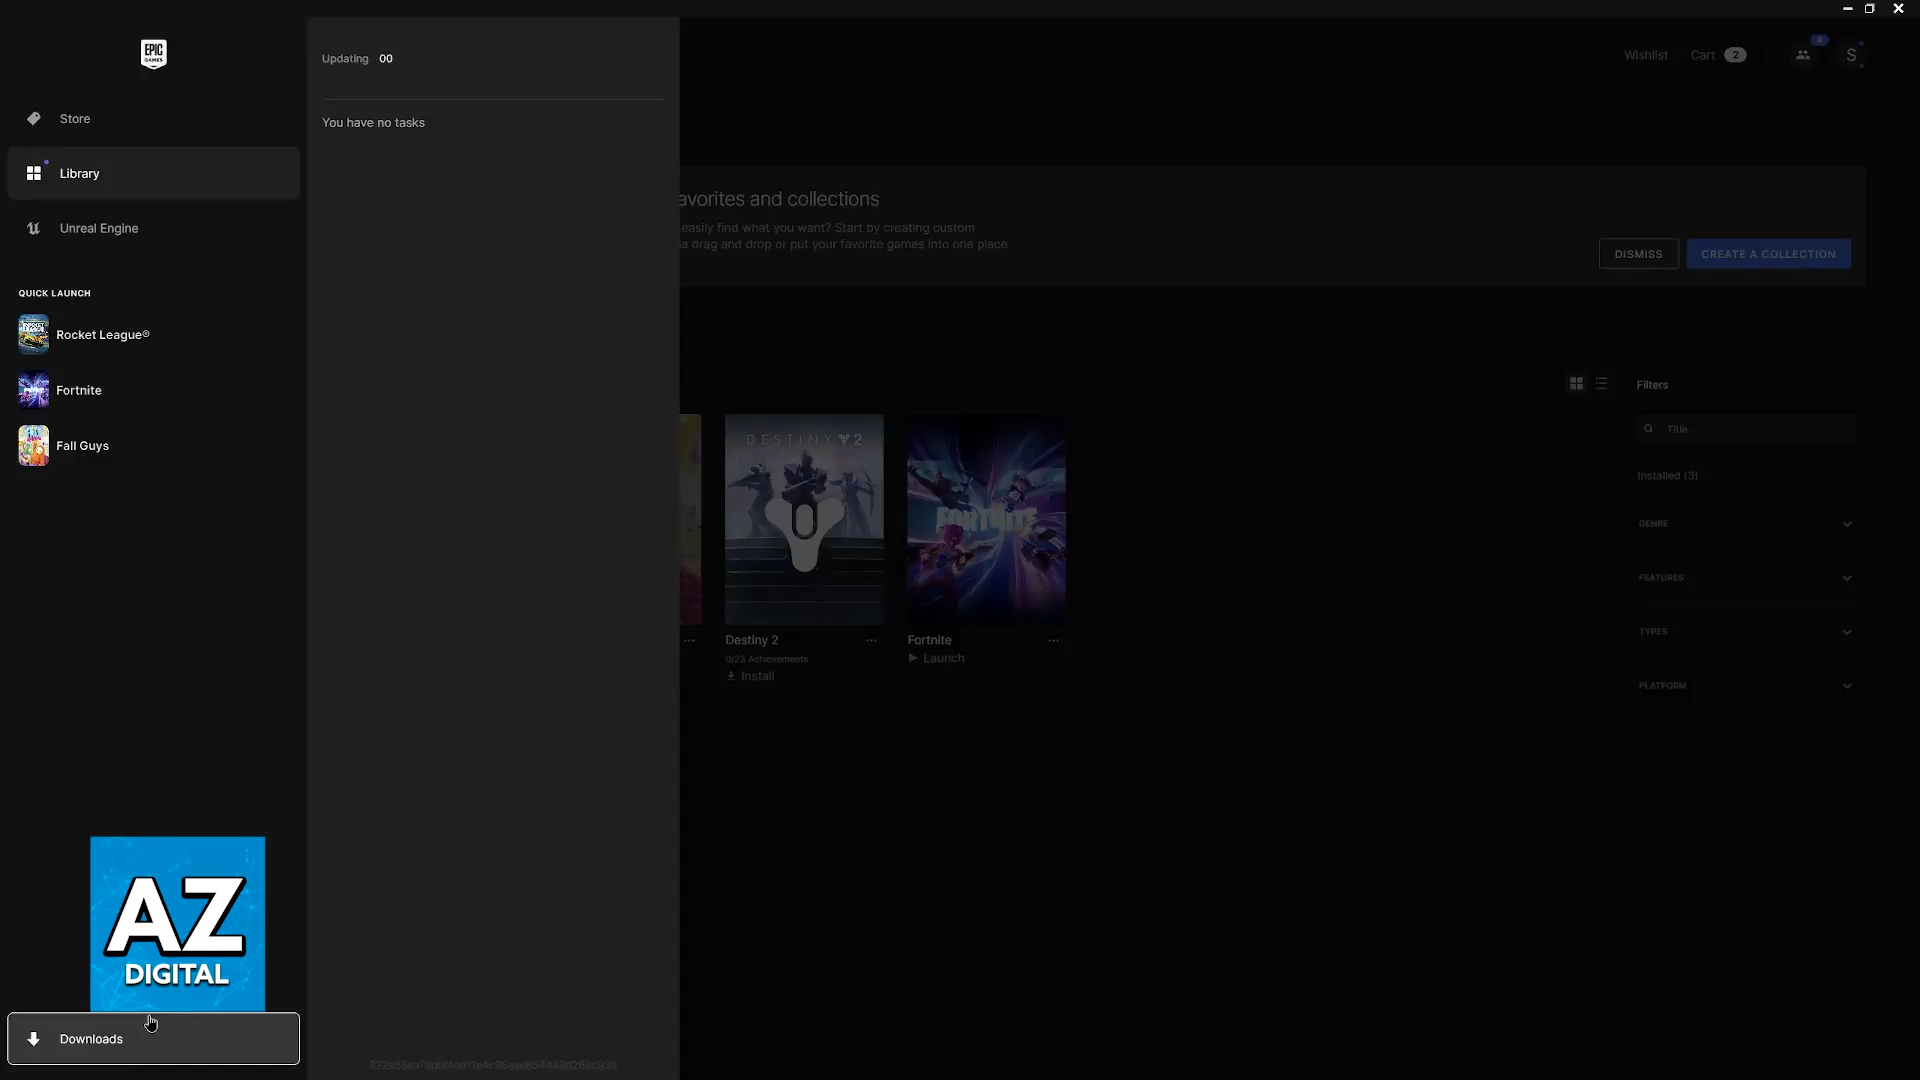 EPIC
GAMES
Store
Library
Unreal Engine
QUICK LAUNCH
Rocket League®
Fortnite
Fall Guys
AZ
DIGITAL
Downloads
Updating 00
You have no tasks
Wishlist
Cart 2
4
S
avorites and collections
easily find what you want? Start by creating custom
a drag and drop or put your favorite games into one place
DISMISS
CREATE A COLLECTION
Filters
Title
Installed (3)
GENRE
FEATURES
TYPES
PLATFORM
DESTINY 2
FORTNITE
Destiny 2
0/23 Achievements
Install
Fortnite
Launch